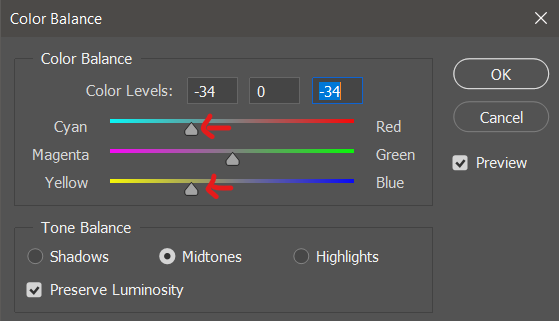 Color Balance
Color Balance
Color Levels: -34 0 -34
OK
Cyan Red
Cancel
Magenta Green
Preview
Yellow Blue
Tone Balance
Shadows Midtones Highlights
Preserve Luminosity